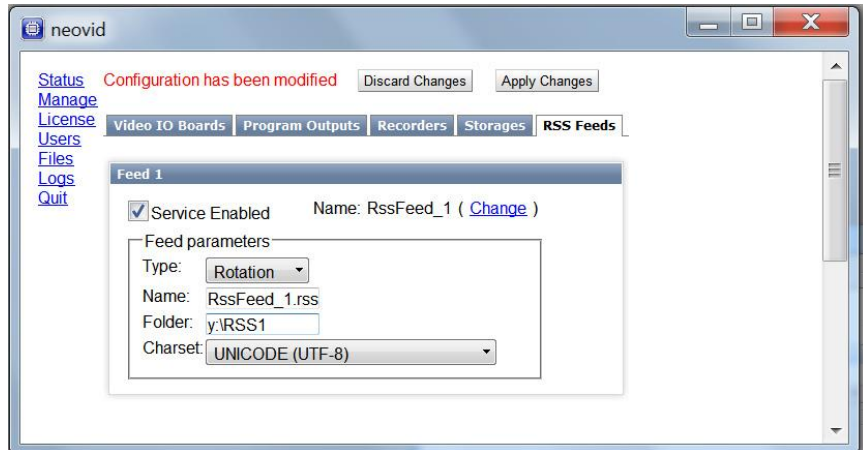 neovid
Status
Manage
License
Users
Files
Logs
Quit
Configuration has been modified Discard Changes Apply Changes
Video IO Boards Program Outputs Recorders Storages RSS Feeds
Feed 1
Service Enabled Name: RssFeed_1 ( Change )
Feed parameters
Type: Rotation
Name: RssFeed_1.rss
Folder: y:\RSS1
Charset: UNICODE (UTF-8)